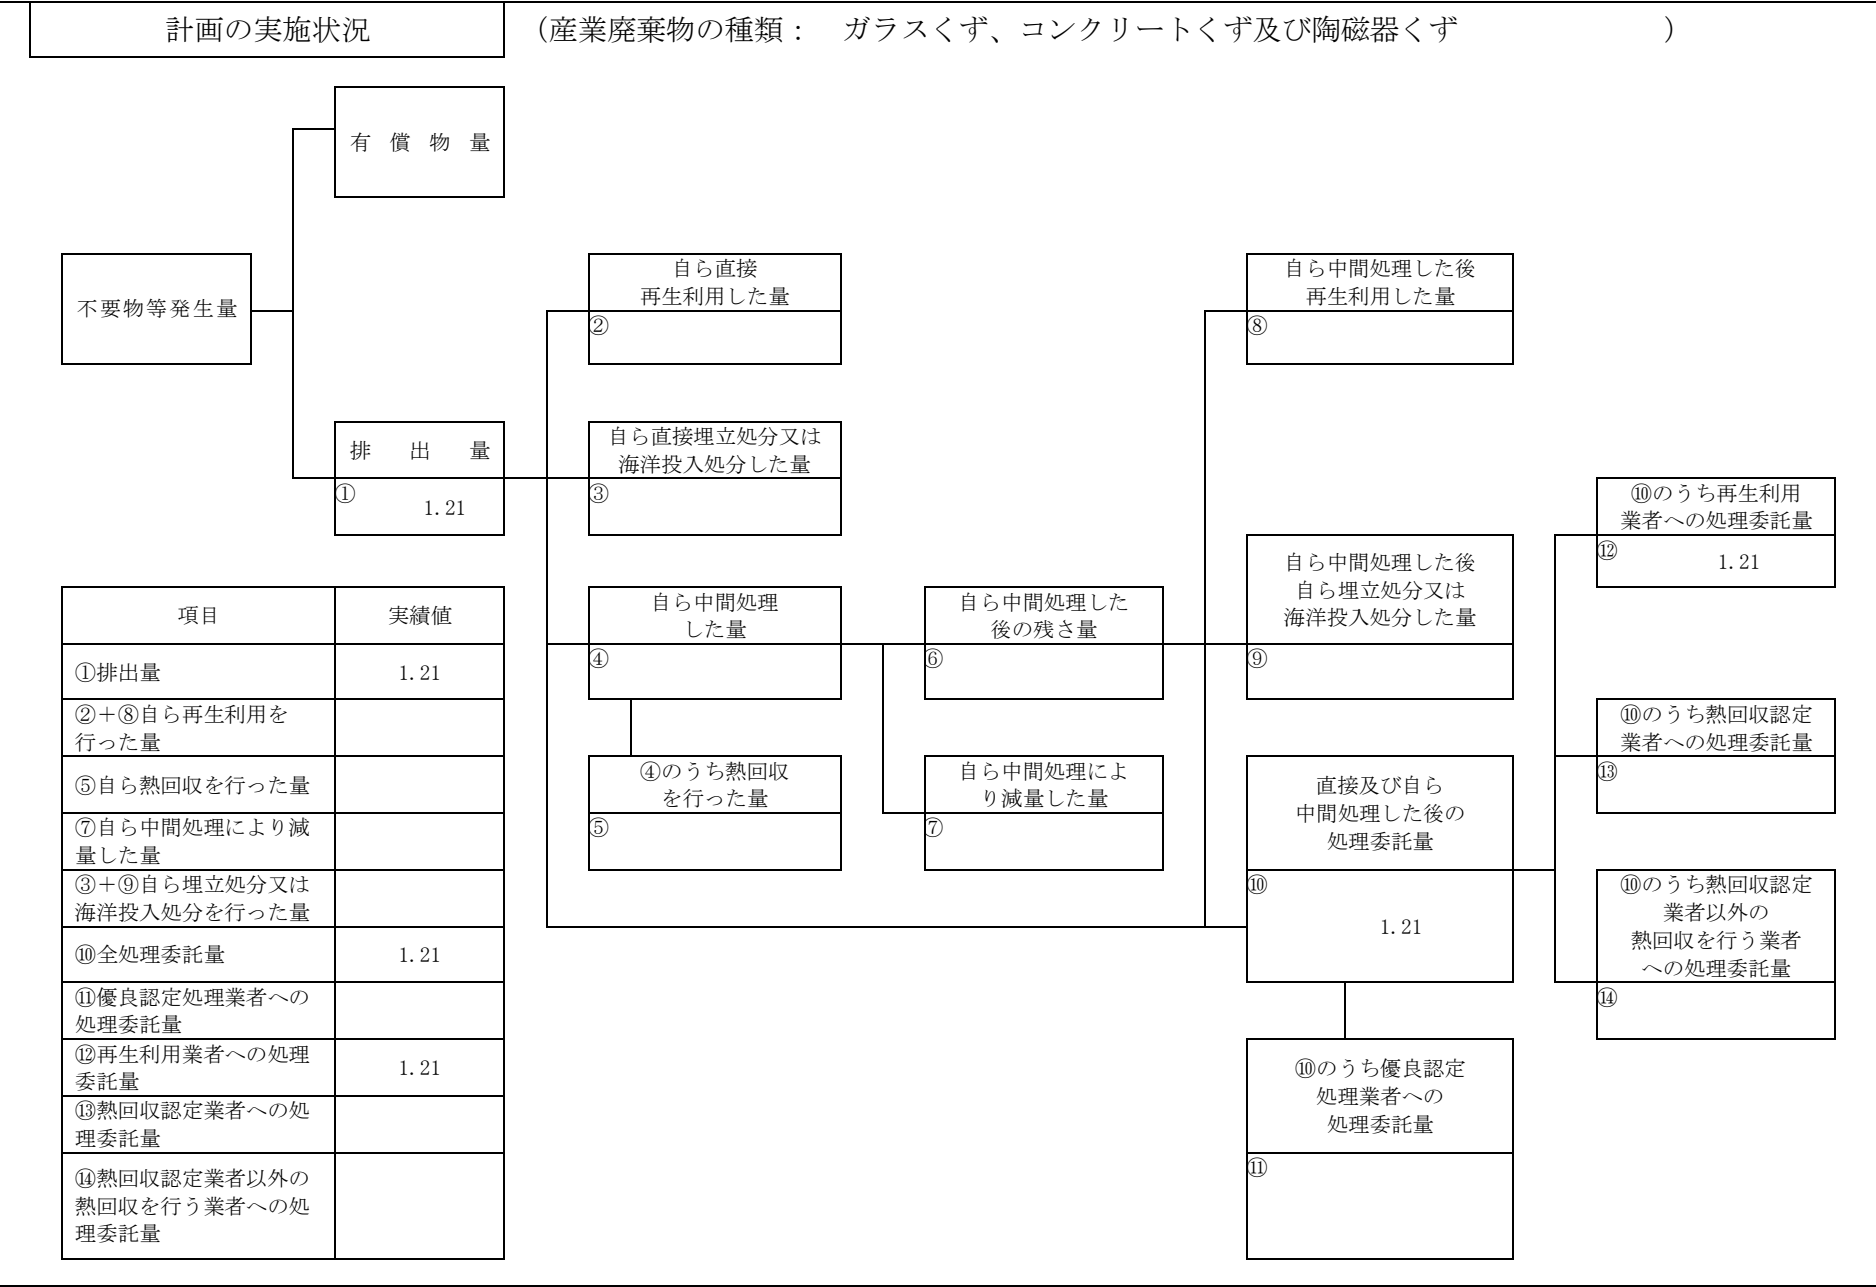 計画の実施状況
（産業廃棄物の種類：　ガラスくず、コンクリートくず及び陶磁器くず　　　　　　　）
有　償　物　量
不要物等発生量
自ら直接
再生利用した量
②
自ら中間処理した後
再生利用した量
⑧
排　出　量
①
1.21
自ら直接埋立処分又は
海洋投入処分した量
③
⑩のうち再生利用
業者への処理委託量
⑫
1.21
自ら中間処理
した量
④
自ら中間処理した
後の残さ量
⑥
自ら中間処理した後
自ら埋立処分又は
海洋投入処分した量
⑨
⑩のうち熱回収認定
業者への処理委託量
⑬
④のうち熱回収
を行った量
⑤
自ら中間処理によ
り減量した量
⑦
直接及び自ら
中間処理した後の
処理委託量
⑩
1.21
⑩のうち熱回収認定
業者以外の
熱回収を行う業者
への処理委託量
⑭
⑩のうち優良認定
処理業者への
処理委託量
⑪
項目　実績値
①排出量　1.21
②＋⑧自ら再生利用を
行った量
⑤自ら熱回収を行った量
⑦自ら中間処理により減
量した量
③＋⑨自ら埋立処分又は
海洋投入処分を行った量
⑩全処理委託量　1.21
⑪優良認定処理業者への
処理委託量
⑫再生利用業者への処理
委託量　1.21
⑬熱回収認定業者への処
理委託量
⑭熱回収認定業者以外の
熱回収を行う業者への処
理委託量